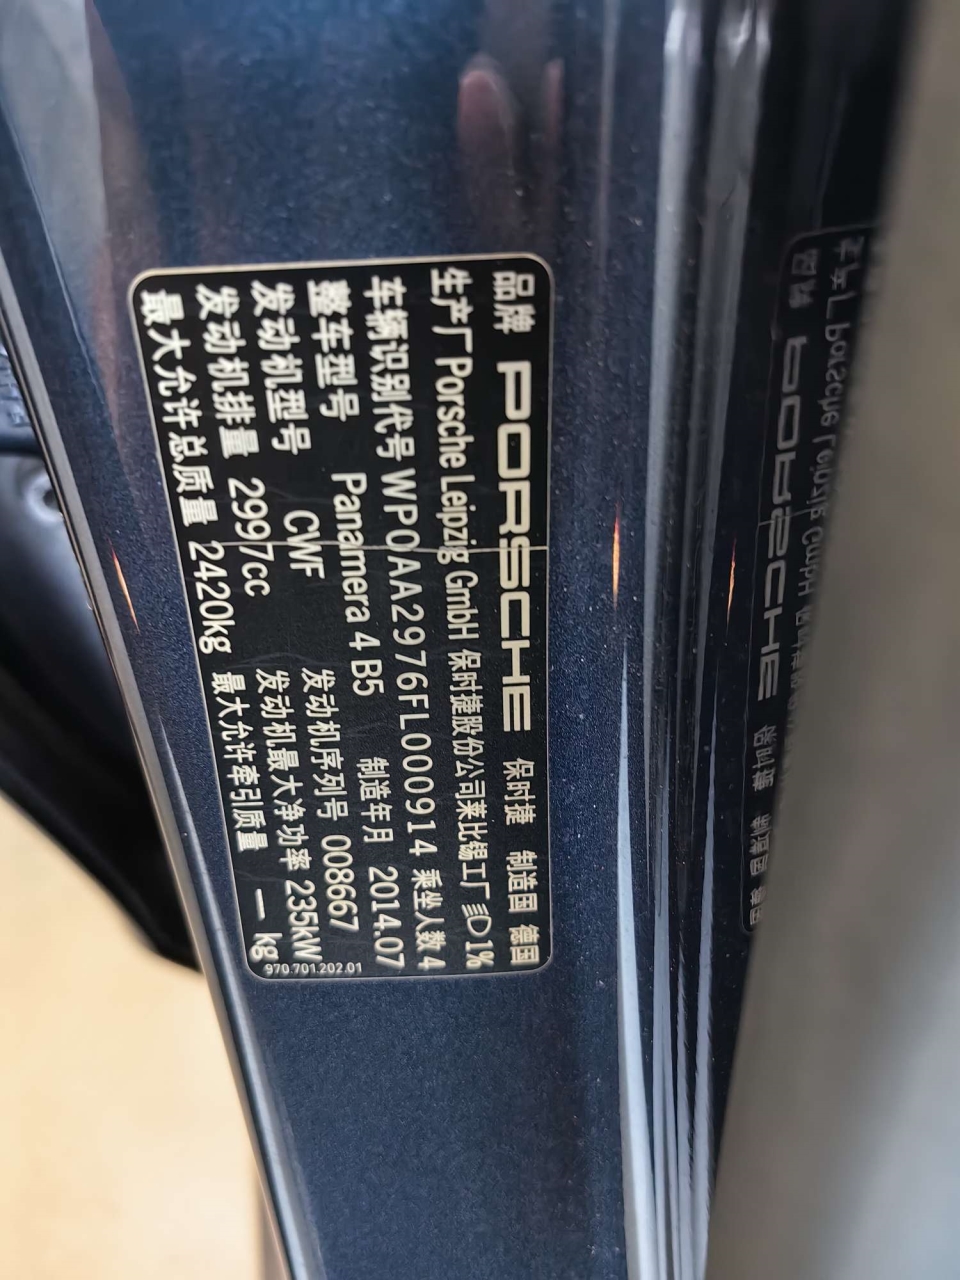 品牌 PORSCHE 保时捷 制造国 德国
生产厂 Porsche Leipzig GmbH 保时捷股份公司莱比锡工厂 1%
车辆识别代号 WP0AA2976FL000914 乘坐人数 4
整车型号 Panamera 4 B5 制造年月 2014.07
发动机型号 CWF 发动机序列号 008667
发动机排量 2997cc 发动机最大净功率 235kW
最大允许总质量 2420kg 最大允许牵引质量 — kg
970.701.202.01